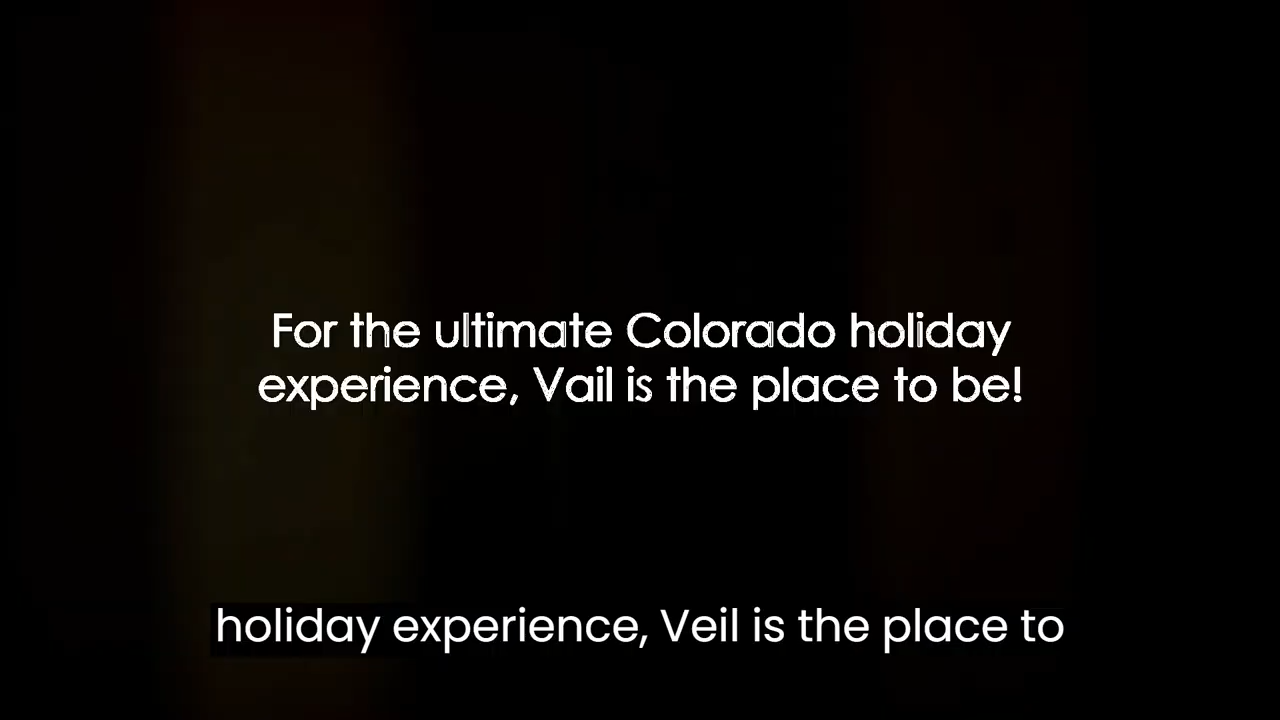 For the ultimate Colorado holiday
experience, Vail is the place to be!
holiday experience, Veil is the place to